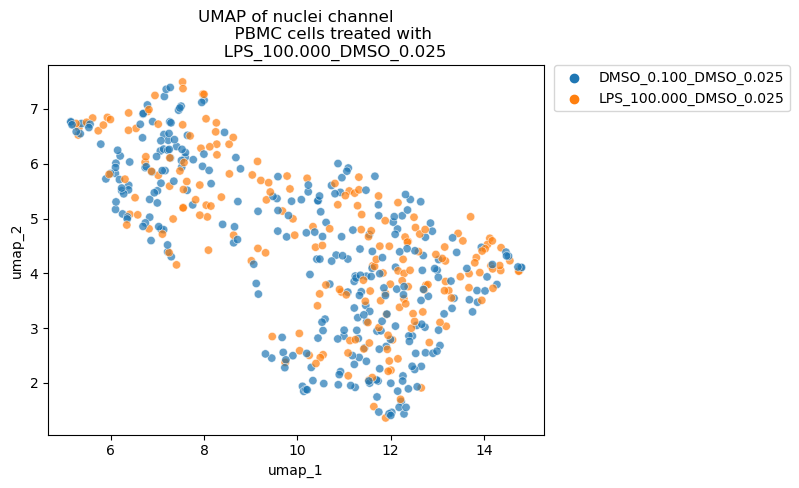 UMAP of nuclei channel
PBMC cells treated with
LPS_100.000_DMSO_0.025
DMSO_0.100_DMSO_0.025
LPS_100.000_DMSO_0.025
umap_2
7
6
5
4
3
2
6
8
10
12
14
umap_1